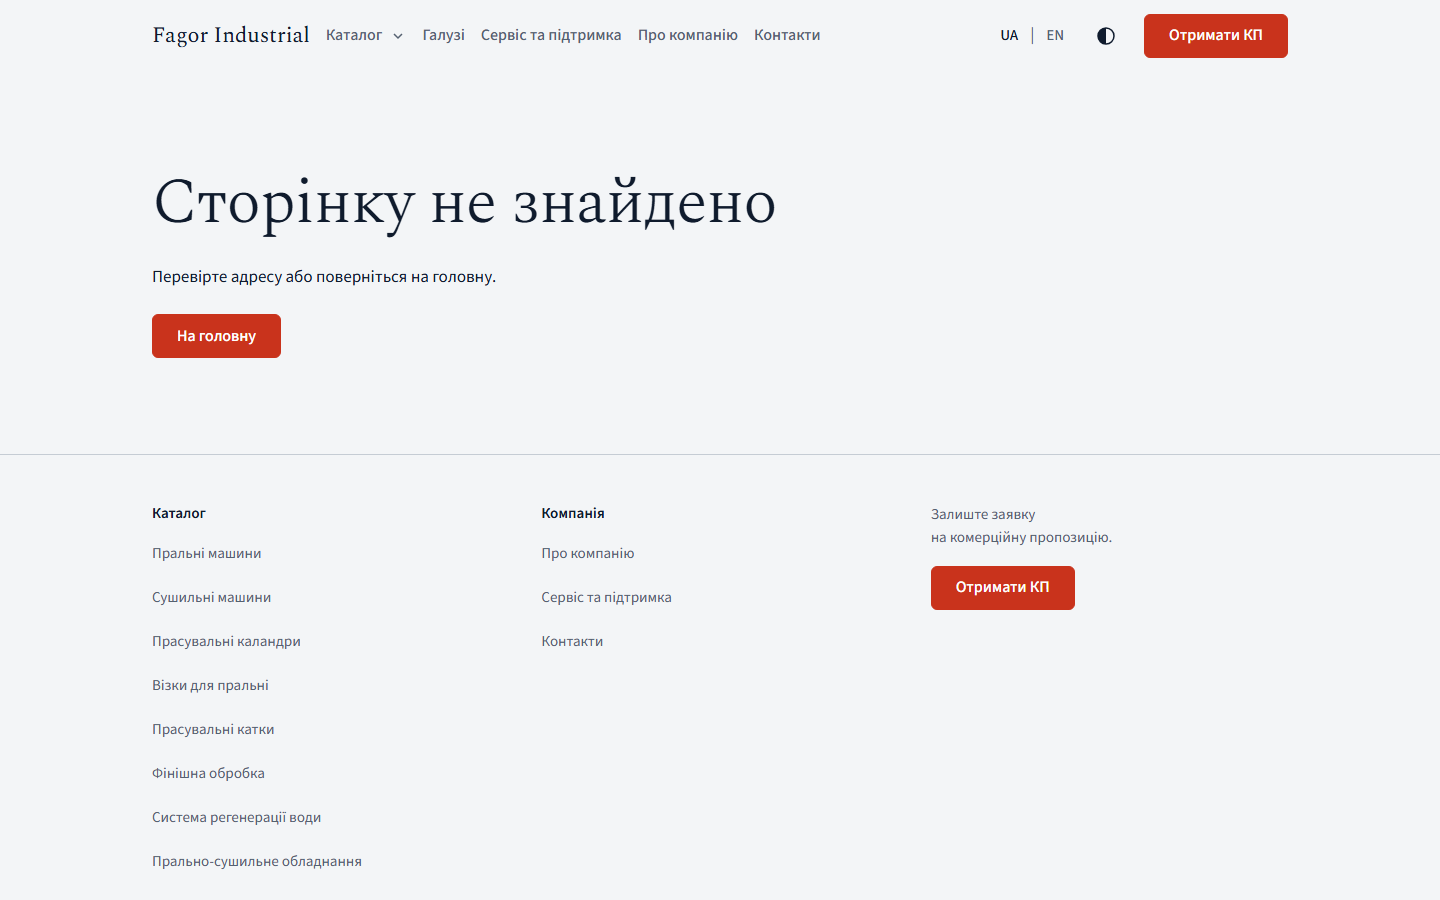 Fagor Industrial Каталог Галузі Сервіс та підтримка Про компанію Контакти UA | EN Отримати КП
Сторінку не знайдено
Перевірте адресу або поверніться на головну.
На головну
Каталог
Пральні машини
Сушильні машини
Прасувальні каландри
Візки для пральні
Прасувальні катки
Фінішна обробка
Система регенерації води
Прально-сушильне обладнання
Компанія
Про компанію
Сервіс та підтримка
Контакти
Залиште заявку
на комерційну пропозицію.
Отримати КП